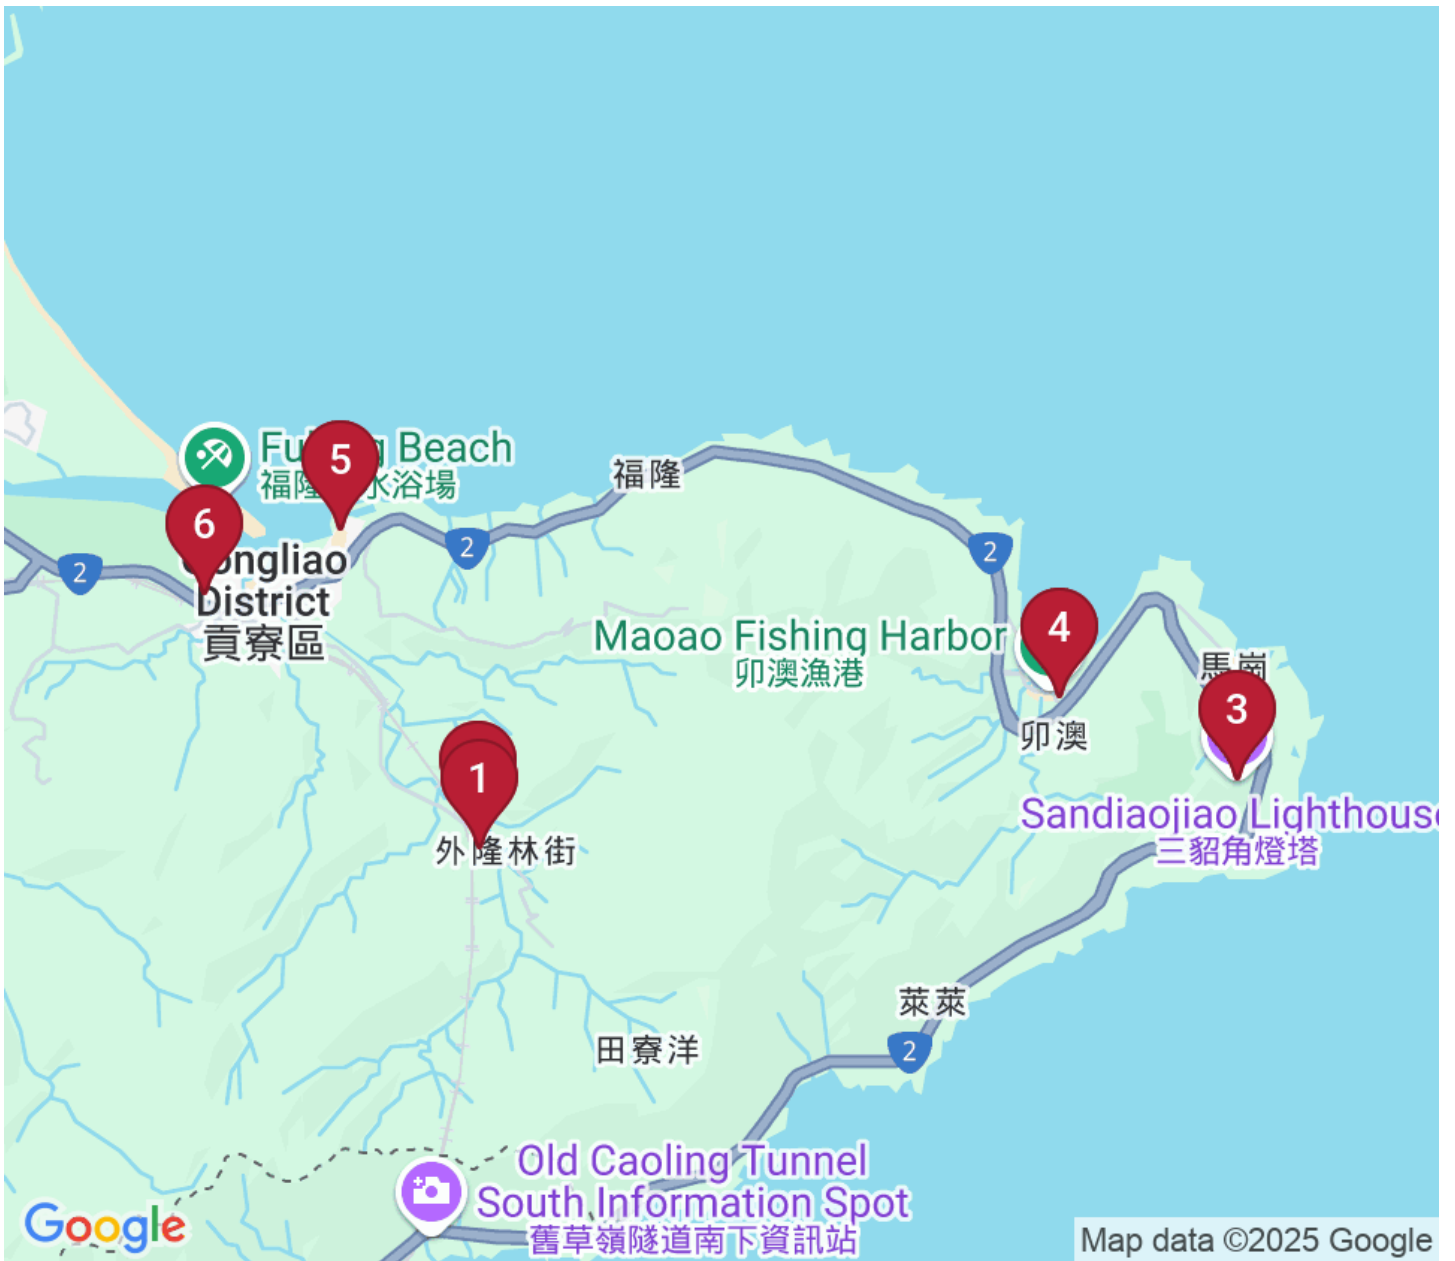 Fulong Beach
福隆海水浴場
5
6
福隆
2
2
2
Gongliao
District
貢寮區
Maoao Fishing Harbor
卯澳漁港
4
馬崗
3
卯澳
1
外隆林街
Sandiaojiao Lighthouse
三貂角燈塔
萊萊
2
田寮洋
Old Caoling Tunnel
South Information Spot
舊草嶺隧道南下資訊站
Google
Map data ©2025 Google